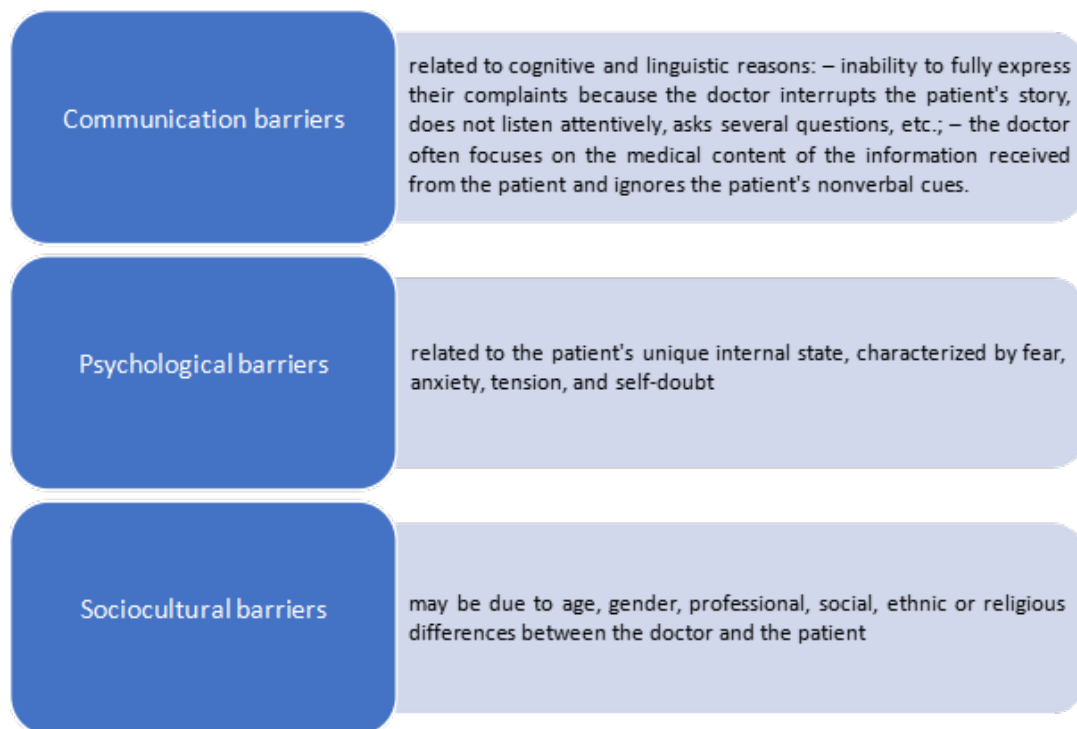 Communication barriers
related to cognitive and linguistic reasons: – inability to fully express
their complaints because the doctor interrupts the patient's story,
does not listen attentively, asks several questions, etc.; – the doctor
often focuses on the medical content of the information received
from the patient and ignores the patient's nonverbal cues.
Psychological barriers
related to the patient's unique internal state, characterized by fear,
anxiety, tension, and self-doubt
Sociocultural barriers
may be due to age, gender, professional, social, ethnic or religious
differences between the doctor and the patient